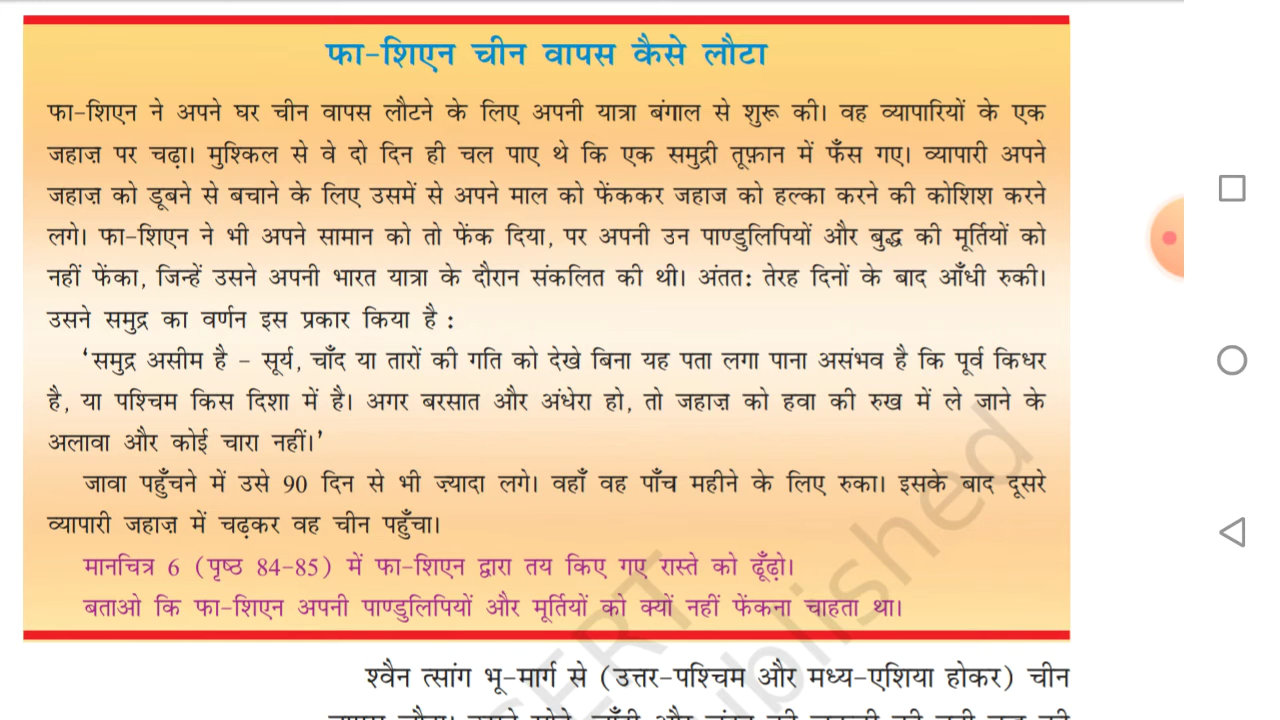 फा-शिएन चीन वापस कैसे लौटा
फा-शिएन ने अपने घर चीन वापस लौटने के लिए अपनी यात्रा बंगाल से शुरू की। वह व्यापारियों के एक
जहाज़ पर चढ़ा। मुश्किल से वे दो दिन ही चल पाए थे कि एक समुद्री तूफ़ान में फँस गए। व्यापारी अपने
जहाज़ को डूबने से बचाने के लिए उसमें से अपने माल को फेंककर जहाज को हल्का करने की कोशिश करने
लगे। फा-शिएन ने भी अपने सामान को तो फेंक दिया, पर अपनी उन पाण्डुलिपियों और बुद्ध की मूर्तियों को
नहीं फेंका, जिन्हें उसने अपनी भारत यात्रा के दौरान संकलित की थी। अंतत: तेरह दिनों के बाद आँधी रुकी।
उसने समुद्र का वर्णन इस प्रकार किया है :
'समुद्र असीम है - सूर्य, चाँद या तारों की गति को देखे बिना यह पता लगा पाना असंभव है कि पूर्व किधर
है, या पश्चिम किस दिशा में है। अगर बरसात और अंधेरा हो, तो जहाज़ को हवा की रुख में ले जाने के
अलावा और कोई चारा नहीं।'
जावा पहुँचने में उसे 90 दिन से भी ज़्यादा लगे। वहाँ वह पाँच महीने के लिए रुका। इसके बाद दूसरे
व्यापारी जहाज़ में चढ़कर वह चीन पहुँचा।
मानचित्र 6 (पृष्ठ 84-85) में फा-शिएन द्वारा तय किए गए रास्ते को ढूँढ़ो।
बताओ कि फा-शिएन अपनी पाण्डुलिपियों और मूर्तियों को क्यों नहीं फेंकना चाहता था।
श्वैन त्सांग भू-मार्ग से (उत्तर-पश्चिम और मध्य-एशिया होकर) चीन